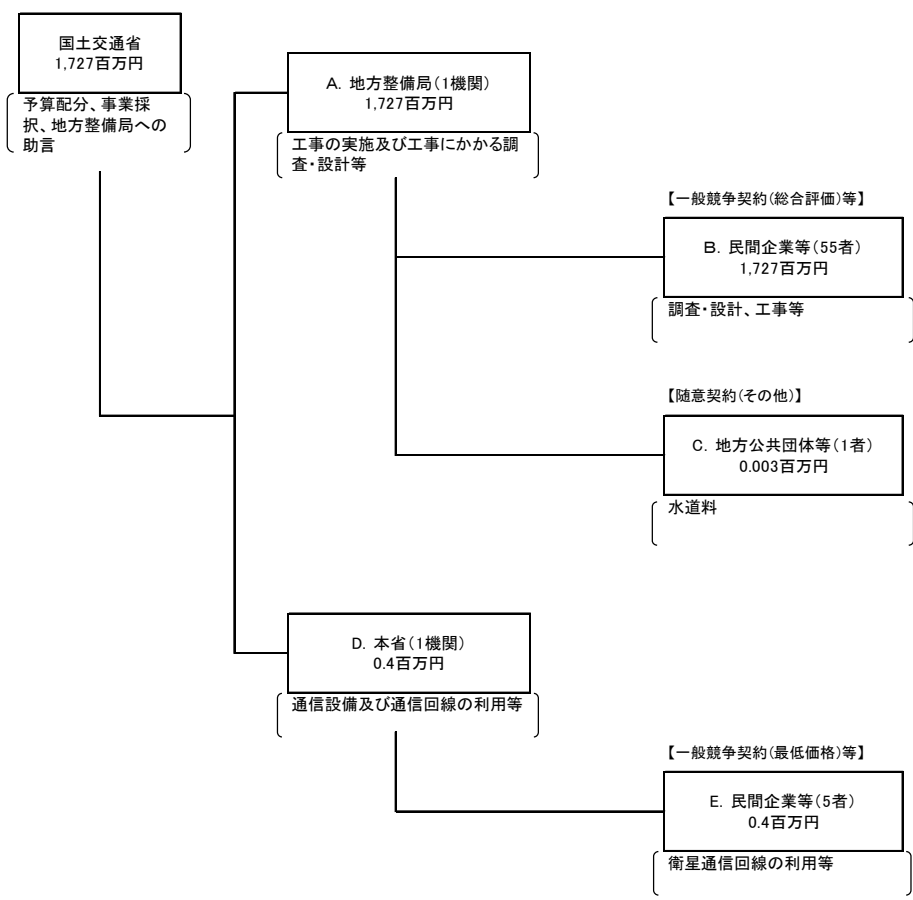 国土交通省
1,727百万円
予算配分、事業採
択、地方整備局への
助言
A. 地方整備局(1機関)
1,727百万円
工事の実施及び工事にかかる調
査・設計等
【一般競争契約(総合評価)等】
B. 民間企業等(55者)
1,727百万円
調査・設計、工事等
【随意契約(その他)】
C. 地方公共団体等(1者)
0.003百万円
水道料
D. 本省(1機関)
0.4百万円
通信設備及び通信回線の利用等
【一般競争契約(最低価格)等】
E. 民間企業等(5者)
0.4百万円
衛星通信回線の利用等